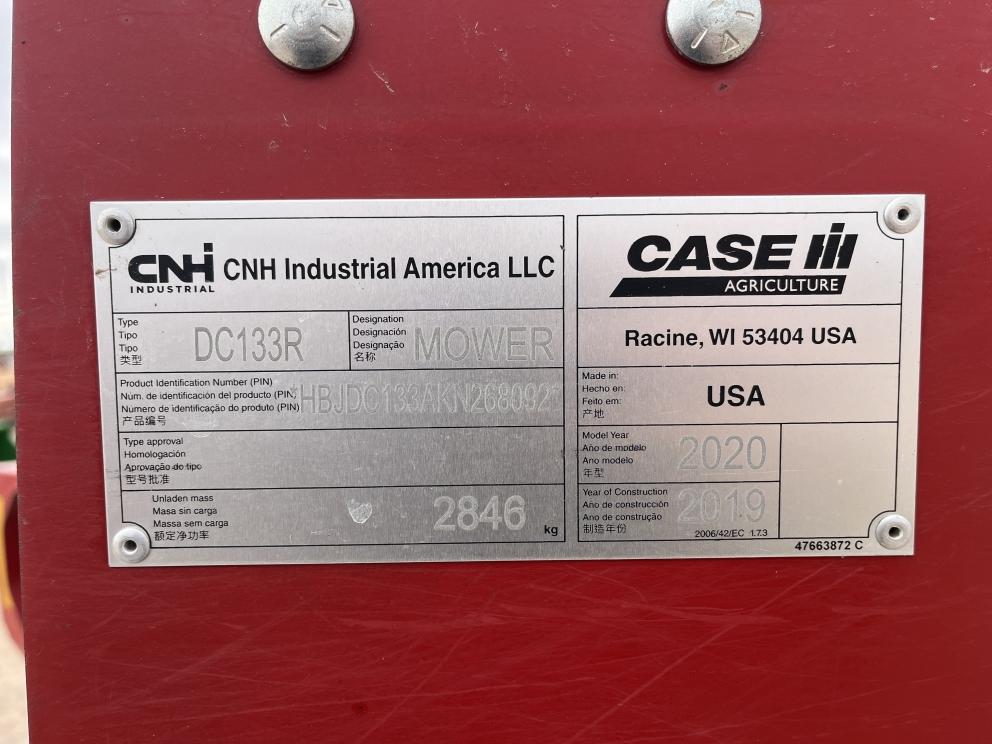 CNH INDUSTRIAL CNH Industrial America LLC
Type
Tipo
Tipo
类型
DC133R
Designation
Designación
Designação
名称
MOWER
Product Identification Number (PIN)
Num. de identificación del producto (PIN)
Número de identificação do produto (PIN)
产品编号
*HBJDC133AKN268092*
Type approval
Homologación
Aprovação do tipo
型号批准
Unladen mass
Masa sin carga
Massa sem carga
额定净功率
2846
kg
CASE IH
AGRICULTURE
Racine, WI 53404 USA
Made in:
Hecho en:
Feito em:
产地
USA
Model Year
Año de modelo
Ano modelo
年型
2020
Year of Construction
Año de construcción
Ano de construção
制造年份
2019
2006/42/EC 1.7.3
47663872 C